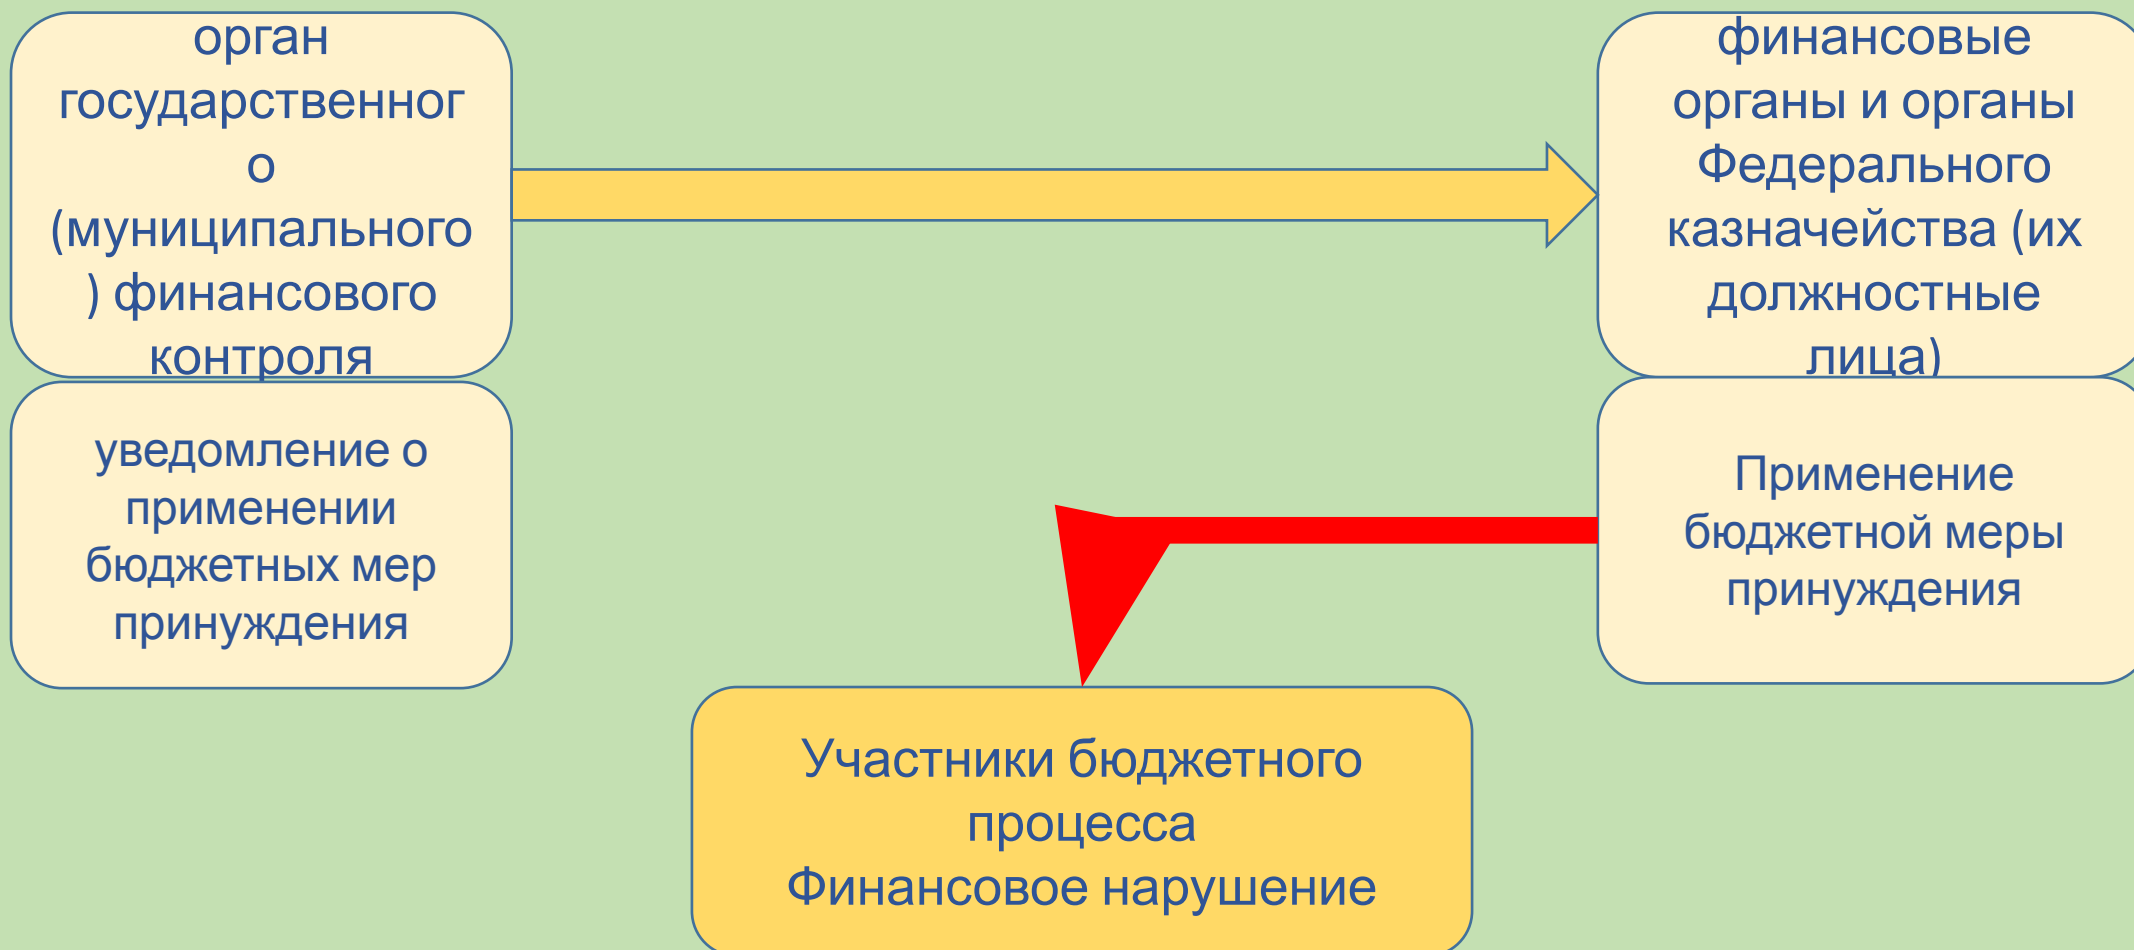 орган
государственног
о
(муниципального
) финансового
контроля
финансовые
органы и органы
Федерального
казначейства (их
должностные
лица)
уведомление о
применении
бюджетных мер
принуждения
Применение
бюджетной меры
принуждения
Участники бюджетного
процесса
Финансовое нарушение